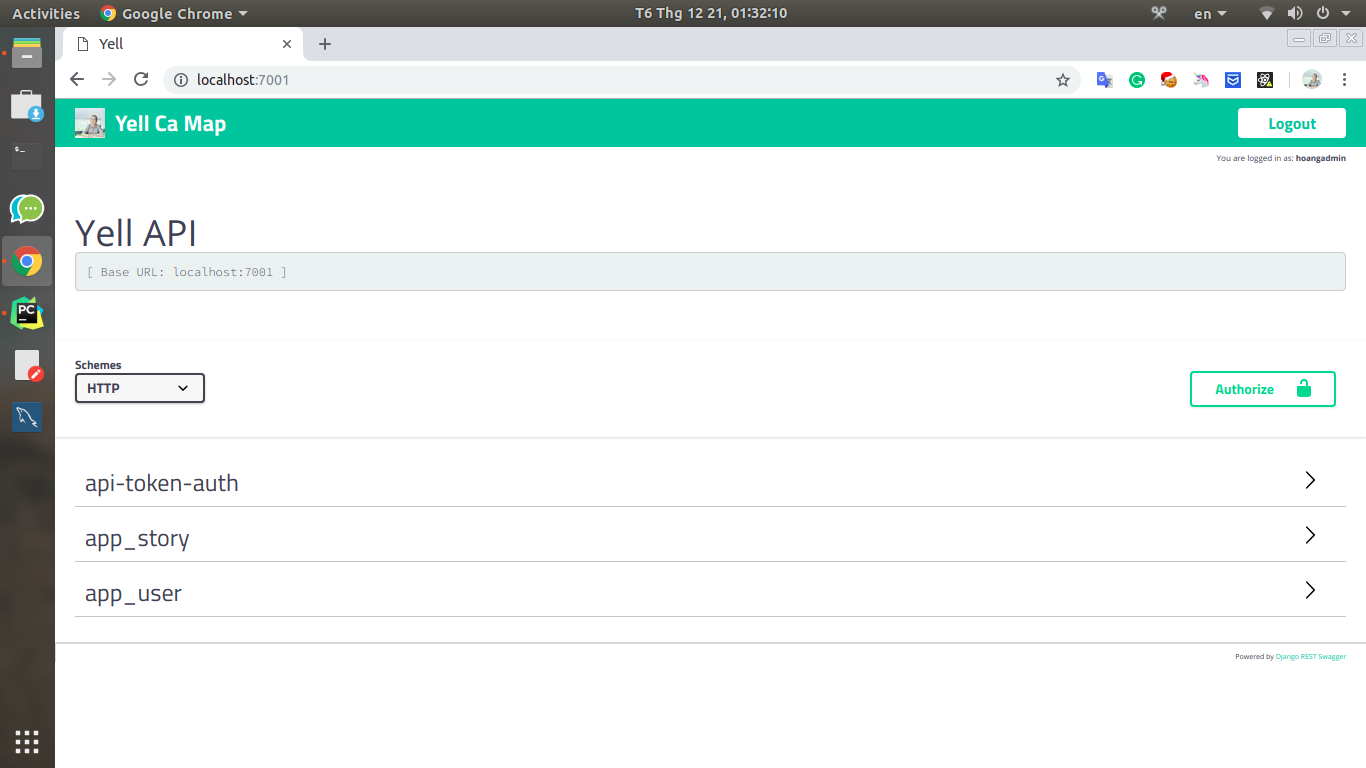 Activities Google Chrome T6 Thg 12 21, 01:32:10 en
Yell
localhost:7001
Yell Ca Map Logout
You are logged in as: hoangadmin
Yell API
[ Base URL: localhost:7001 ]
Schemes
HTTP
Authorize
api-token-auth
app_story
app_user
Powered by Django REST Swagger
PC
$_